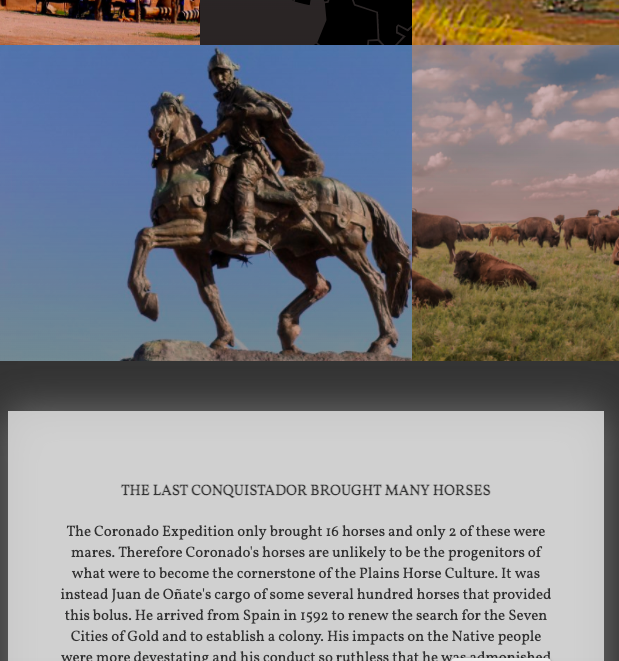 THE LAST CONQUISTADOR BROUGHT MANY HORSES
The Coronado Expedition only brought 16 horses and only 2 of these were
mares. Therefore Coronado's horses are unlikely to be the progenitors of
what were to become the cornerstone of the Plains Horse Culture. It was
instead Juan de Oñate's cargo of some several hundred horses that provided
this bolus. He arrived from Spain in 1592 to renew the search for the Seven
Cities of Gold and to establish a colony. His impacts on the Native people
were more devestating and his conduct so ruthless that he was admonished